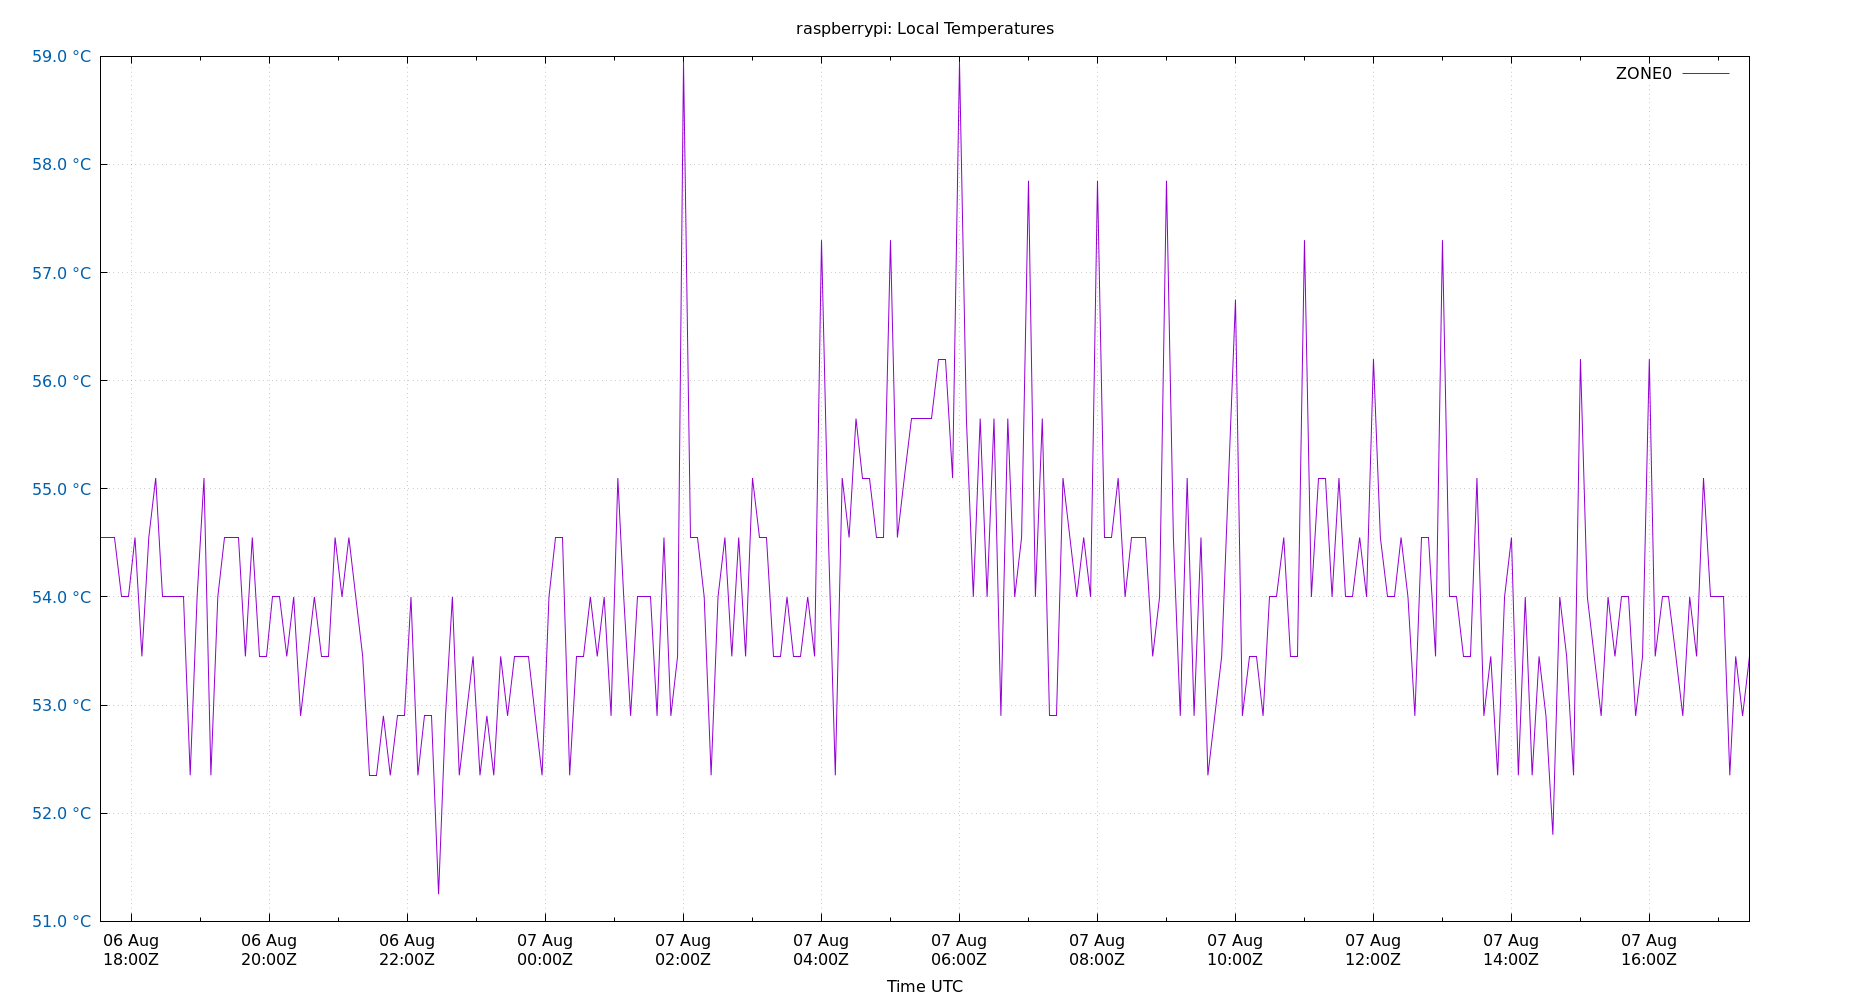 raspberrypi: Local Temperatures
ZONE0
59.0 °C
58.0 °C
57.0 °C
56.0 °C
55.0 °C
54.0 °C
53.0 °C
52.0 °C
51.0 °C
06 Aug 06 Aug 06 Aug 07 Aug 07 Aug 07 Aug 07 Aug 07 Aug 07 Aug 07 Aug 07 Aug 07 Aug
18:00Z 20:00Z 22:00Z 00:00Z 02:00Z 04:00Z 06:00Z 08:00Z 10:00Z 12:00Z 14:00Z 16:00Z
Time UTC